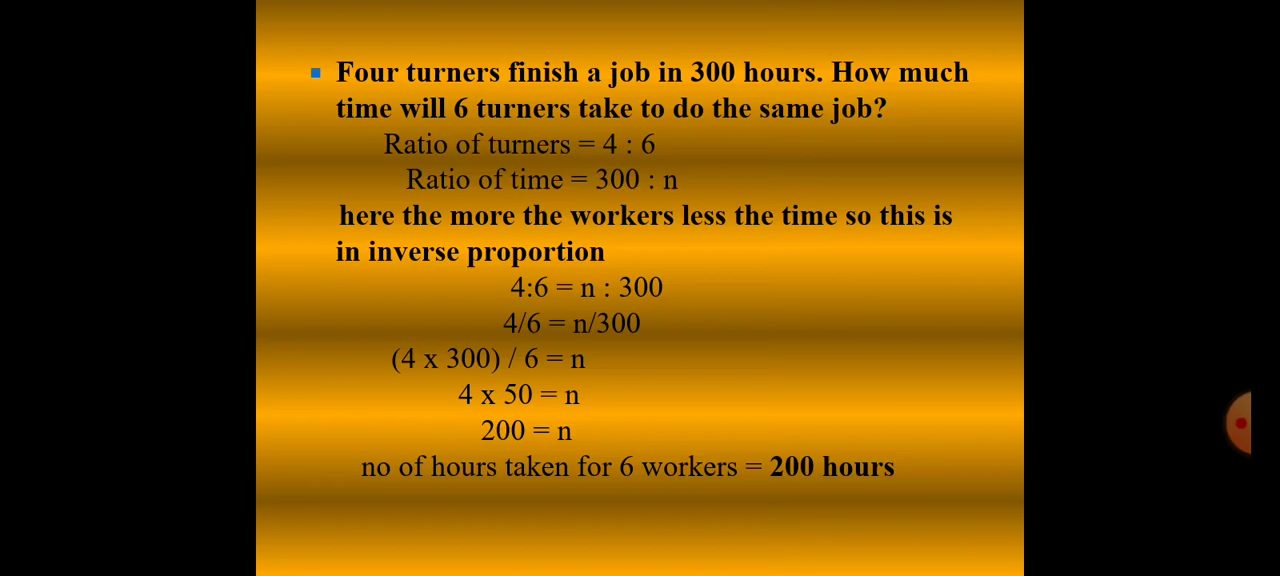 Four turners finish a job in 300 hours. How much
time will 6 turners take to do the same job?
Ratio of turners = 4 : 6
Ratio of time = 300 : n
here the more the workers less the time so this is
in inverse proportion
4:6 = n : 300
4/6 = n/300
(4 x 300) / 6 = n
4 x 50 = n
200 = n
no of hours taken for 6 workers = 200 hours